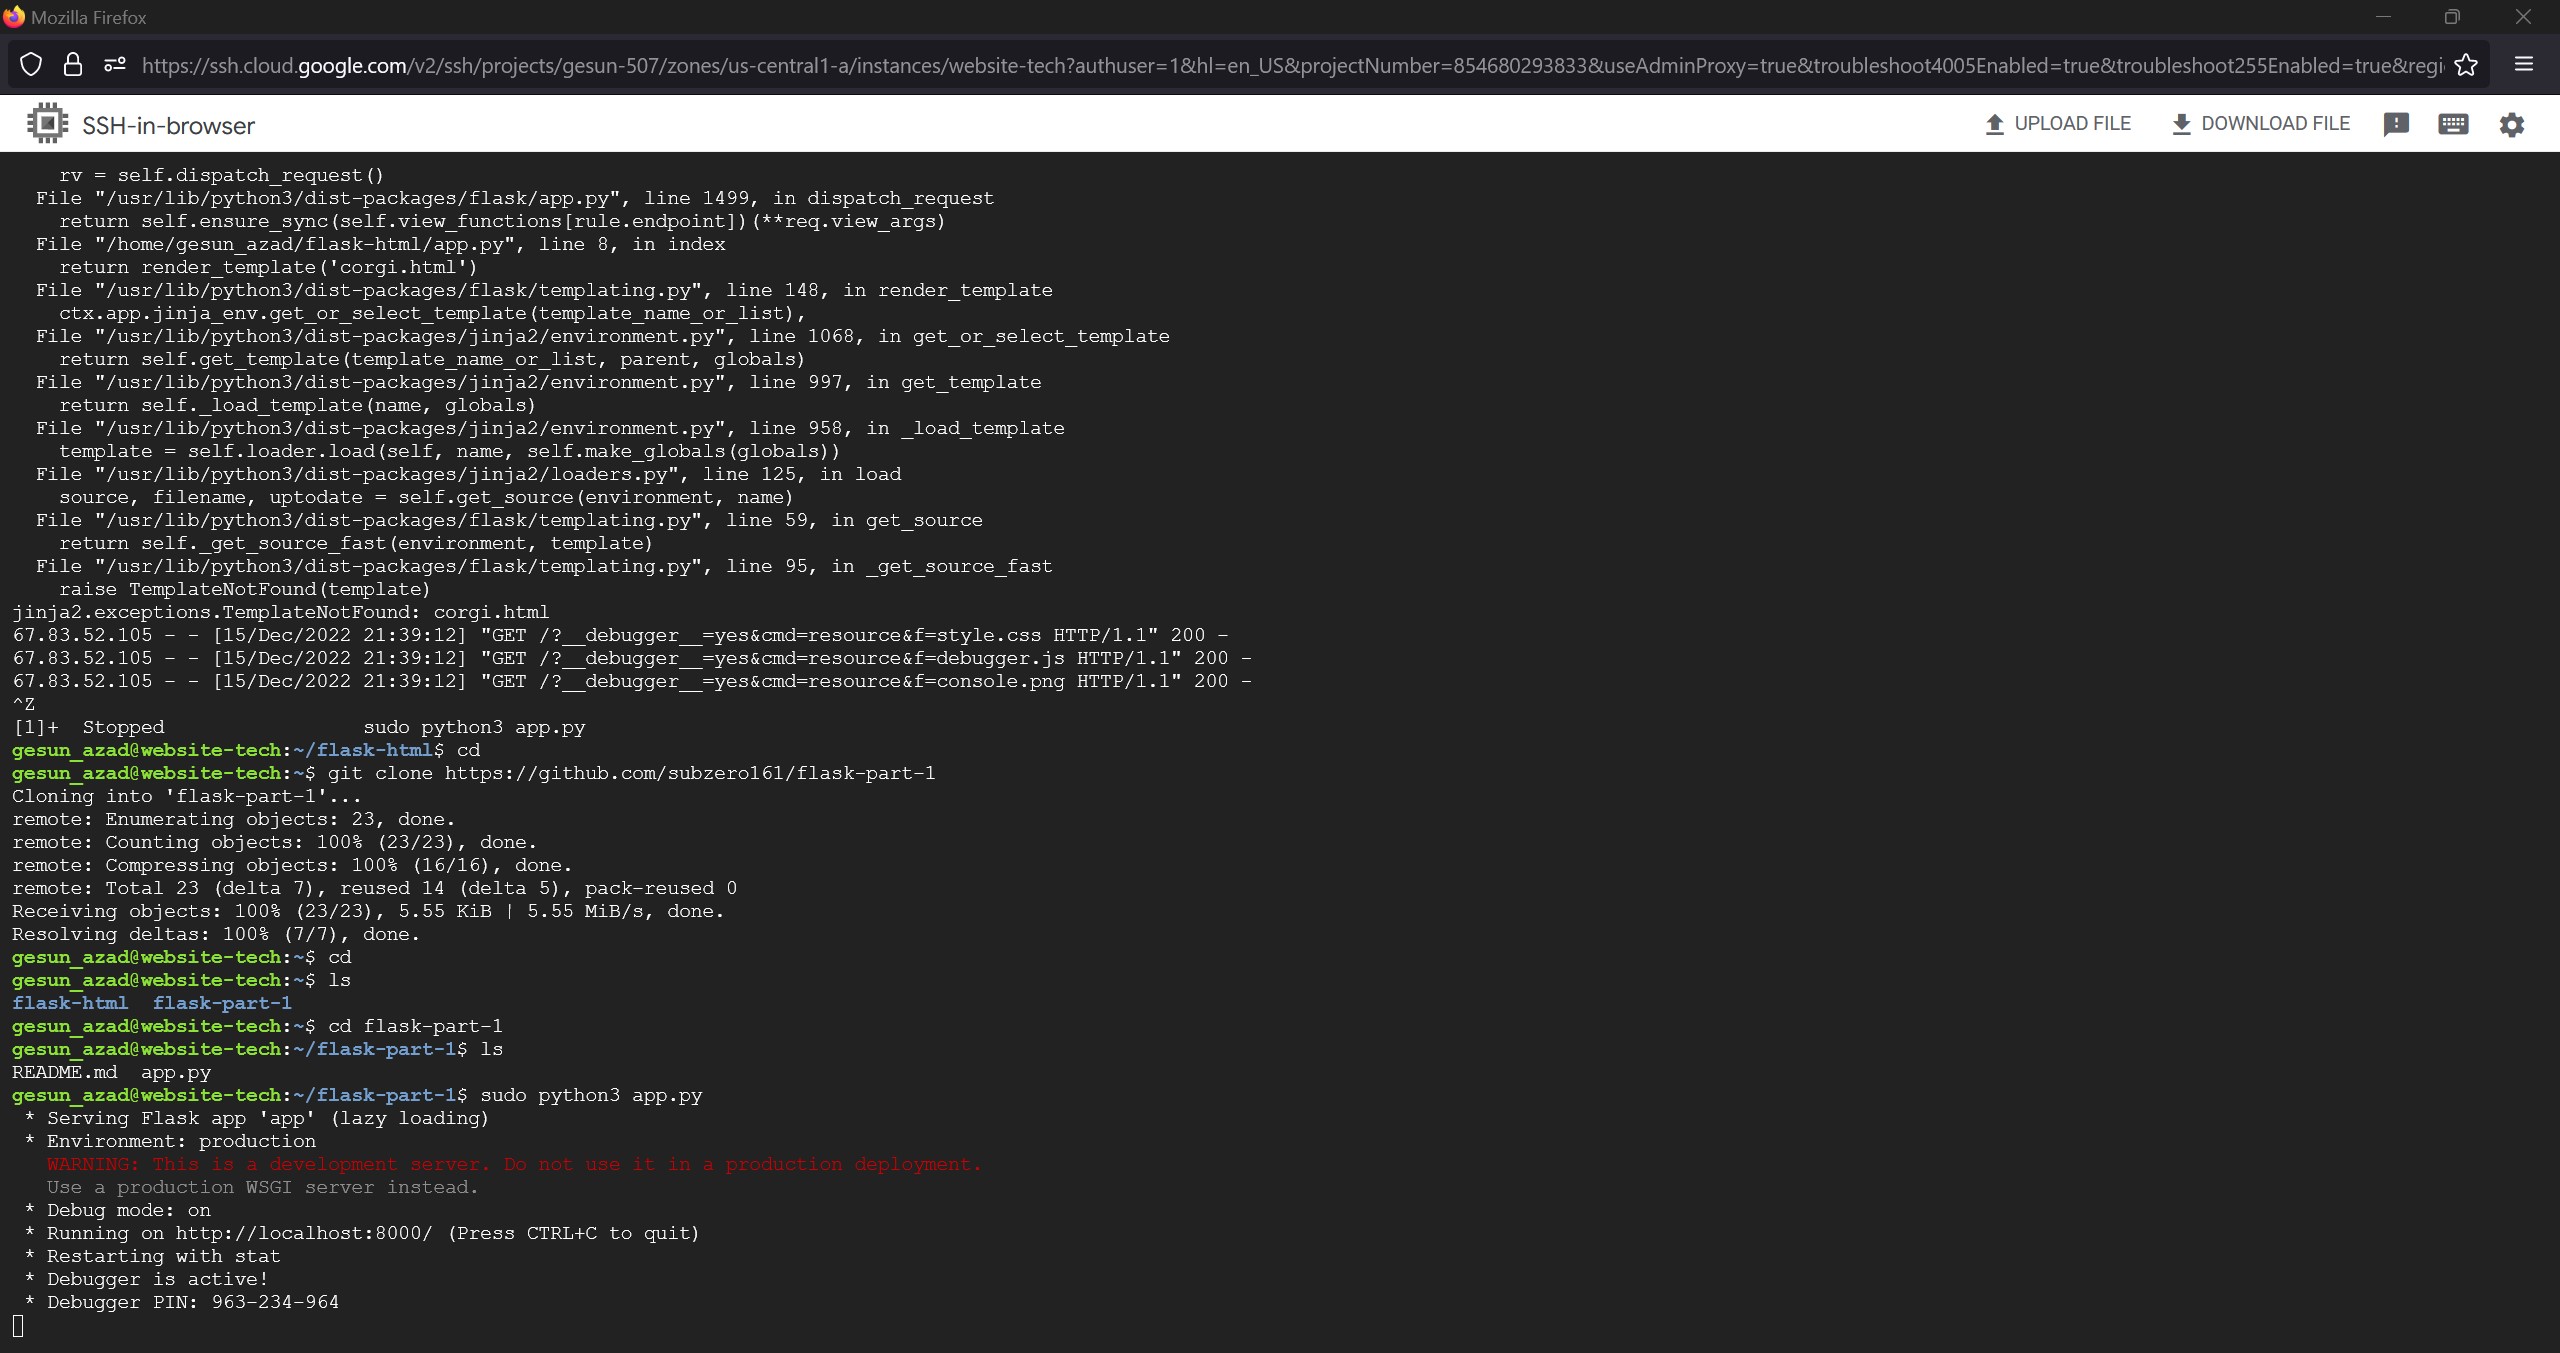 Mozilla Firefox
https://ssh.cloud.google.com/v2/ssh/projects/gesun-507/zones/us-central1-a/instances/website-tech?authuser=1&hl=en_US&projectNumber=854680293833&useAdminProxy=true&troubleshoot4005Enabled=true&troubleshoot255Enabled=true&regi
SSH-in-browser
UPLOAD FILE
DOWNLOAD FILE
    rv = self.dispatch_request()
  File "/usr/lib/python3/dist-packages/flask/app.py", line 1499, in dispatch_request
    return self.ensure_sync(self.view_functions[rule.endpoint])(**req.view_args)
  File "/home/gesun_azad/flask-html/app.py", line 8, in index
    return render_template('corgi.html')
  File "/usr/lib/python3/dist-packages/flask/templating.py", line 148, in render_template
    ctx.app.jinja_env.get_or_select_template(template_name_or_list),
  File "/usr/lib/python3/dist-packages/jinja2/environment.py", line 1068, in get_or_select_template
    return self.get_template(template_name_or_list, parent, globals)
  File "/usr/lib/python3/dist-packages/jinja2/environment.py", line 997, in get_template
    return self._load_template(name, globals)
  File "/usr/lib/python3/dist-packages/jinja2/environment.py", line 958, in _load_template
    template = self.loader.load(self, name, self.make_globals(globals))
  File "/usr/lib/python3/dist-packages/jinja2/loaders.py", line 125, in load
    source, filename, uptodate = self.get_source(environment, name)
  File "/usr/lib/python3/dist-packages/flask/templating.py", line 59, in get_source
    return self._get_source_fast(environment, template)
  File "/usr/lib/python3/dist-packages/flask/templating.py", line 95, in _get_source_fast
    raise TemplateNotFound(template)
jinja2.exceptions.TemplateNotFound: corgi.html
67.83.52.105 - - [15/Dec/2022 21:39:12] "GET /?__debugger__=yes&cmd=resource&f=style.css HTTP/1.1" 200 -
67.83.52.105 - - [15/Dec/2022 21:39:12] "GET /?__debugger__=yes&cmd=resource&f=debugger.js HTTP/1.1" 200 -
67.83.52.105 - - [15/Dec/2022 21:39:12] "GET /?__debugger__=yes&cmd=resource&f=console.png HTTP/1.1" 200 -
^Z
[1]+  Stopped                 sudo python3 app.py
gesun_azad@website-tech:~/flask-html$ cd
gesun_azad@website-tech:~$ git clone https://github.com/subzero161/flask-part-1
Cloning into 'flask-part-1'...
remote: Enumerating objects: 23, done.
remote: Counting objects: 100% (23/23), done.
remote: Compressing objects: 100% (16/16), done.
remote: Total 23 (delta 7), reused 14 (delta 5), pack-reused 0
Receiving objects: 100% (23/23), 5.55 KiB | 5.55 MiB/s, done.
Resolving deltas: 100% (7/7), done.
gesun_azad@website-tech:~$ cd
gesun_azad@website-tech:~$ ls
flask-html  flask-part-1
gesun_azad@website-tech:~$ cd flask-part-1
gesun_azad@website-tech:~/flask-part-1$ ls
README.md  app.py
gesun_azad@website-tech:~/flask-part-1$ sudo python3 app.py
 * Serving Flask app 'app' (lazy loading)
 * Environment: production
   WARNING: This is a development server. Do not use it in a production deployment.
   Use a production WSGI server instead.
 * Debug mode: on
 * Running on http://localhost:8000/ (Press CTRL+C to quit)
 * Restarting with stat
 * Debugger is active!
 * Debugger PIN: 963-234-964